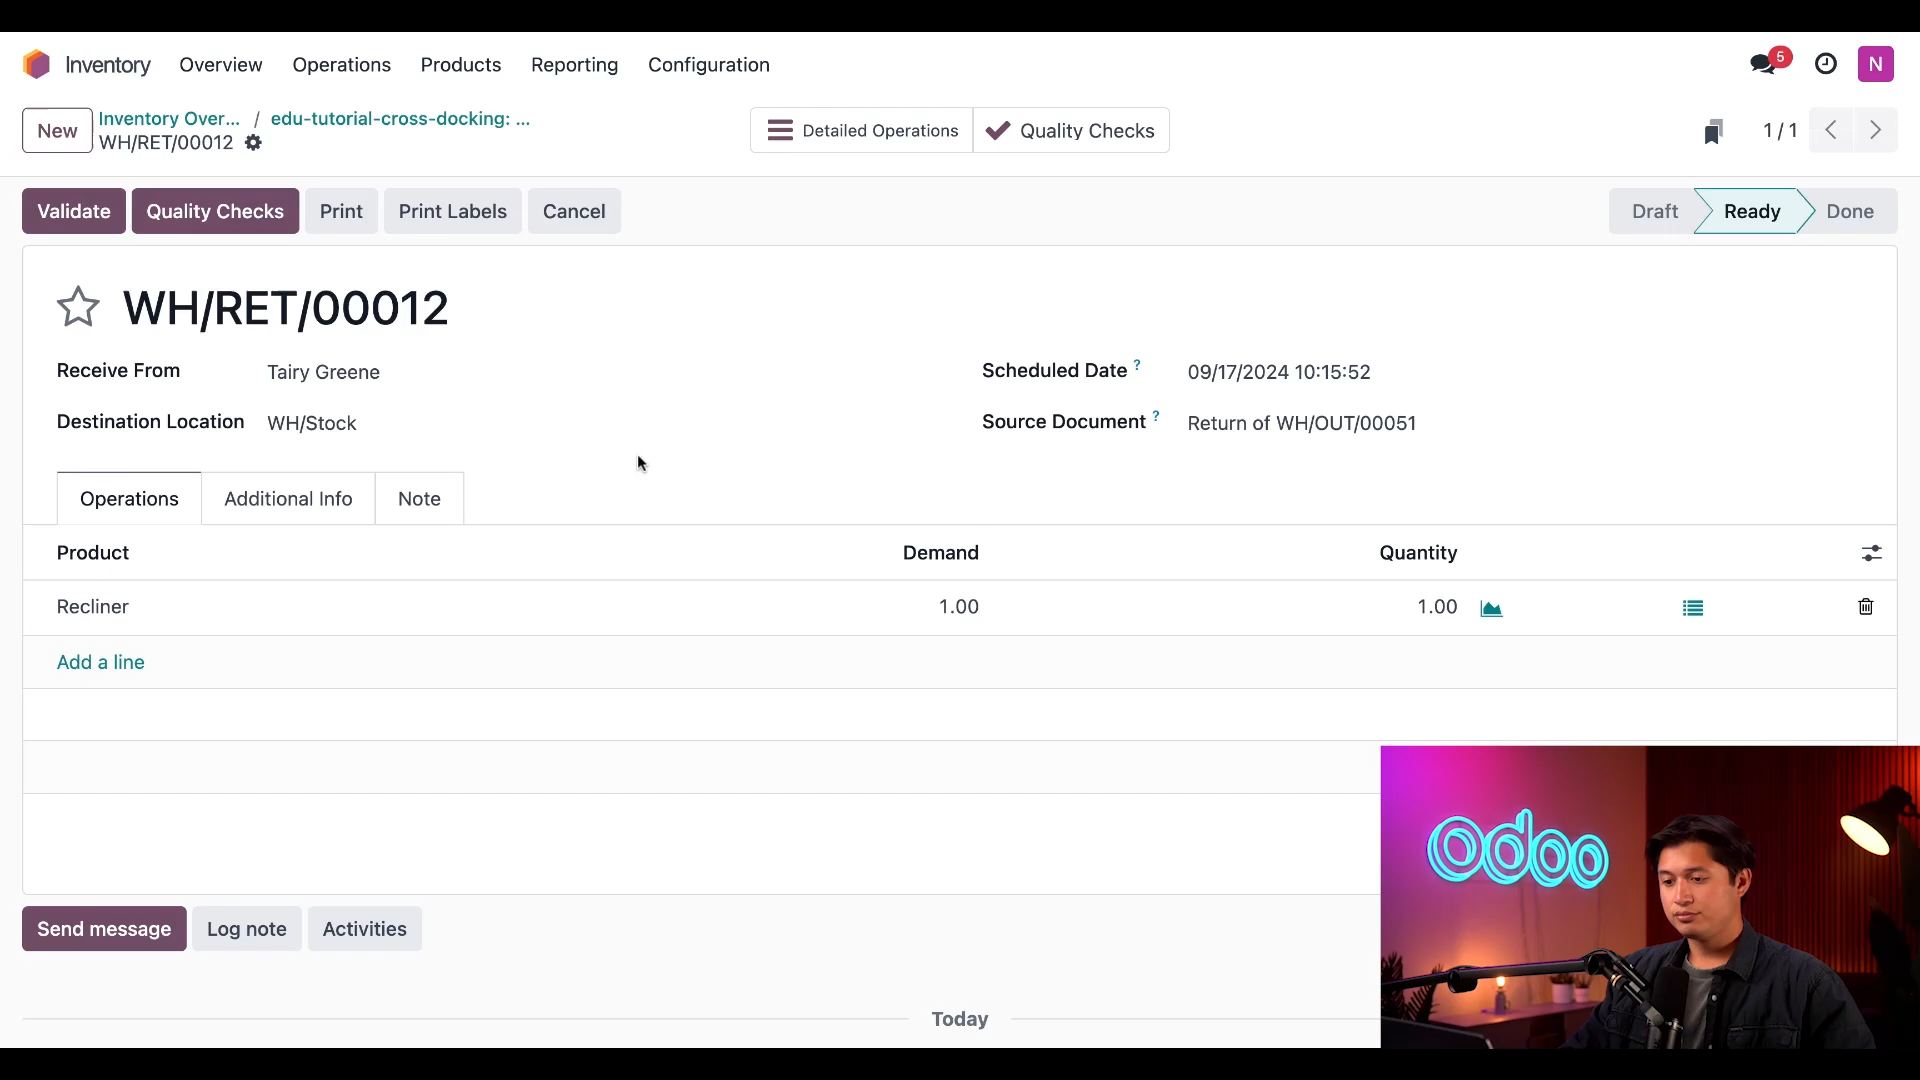 Inventory Overview Operations Products Reporting Configuration 5 N
New Inventory Over... / edu-tutorial-cross-docking: ...
WH/RET/00012
Detailed Operations Quality Checks 1 / 1
Validate Quality Checks Print Print Labels Cancel Draft Ready Done
WH/RET/00012
Receive From Tairy Greene Scheduled Date ? 09/17/2024 10:15:52
Destination Location WH/Stock Source Document ? Return of WH/OUT/00051
Operations Additional Info Note
Product Demand Quantity
Recliner 1.00 1.00
Add a line
odoo
Send message Log note Activities
Today